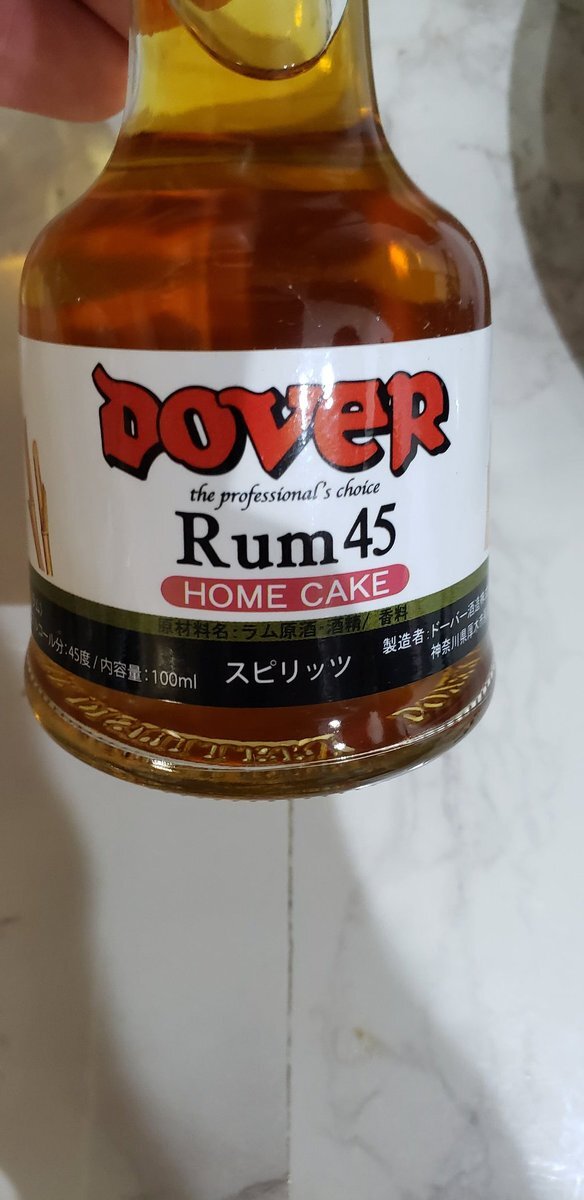 DOVER
the professional's choice
Rum 45
HOME CAKE
原材料名:ラム原酒・酒精/香料
ール分:45度/内容量:100ml
スピリッツ
製造者:ドーバー酒造
神奈川県厚木